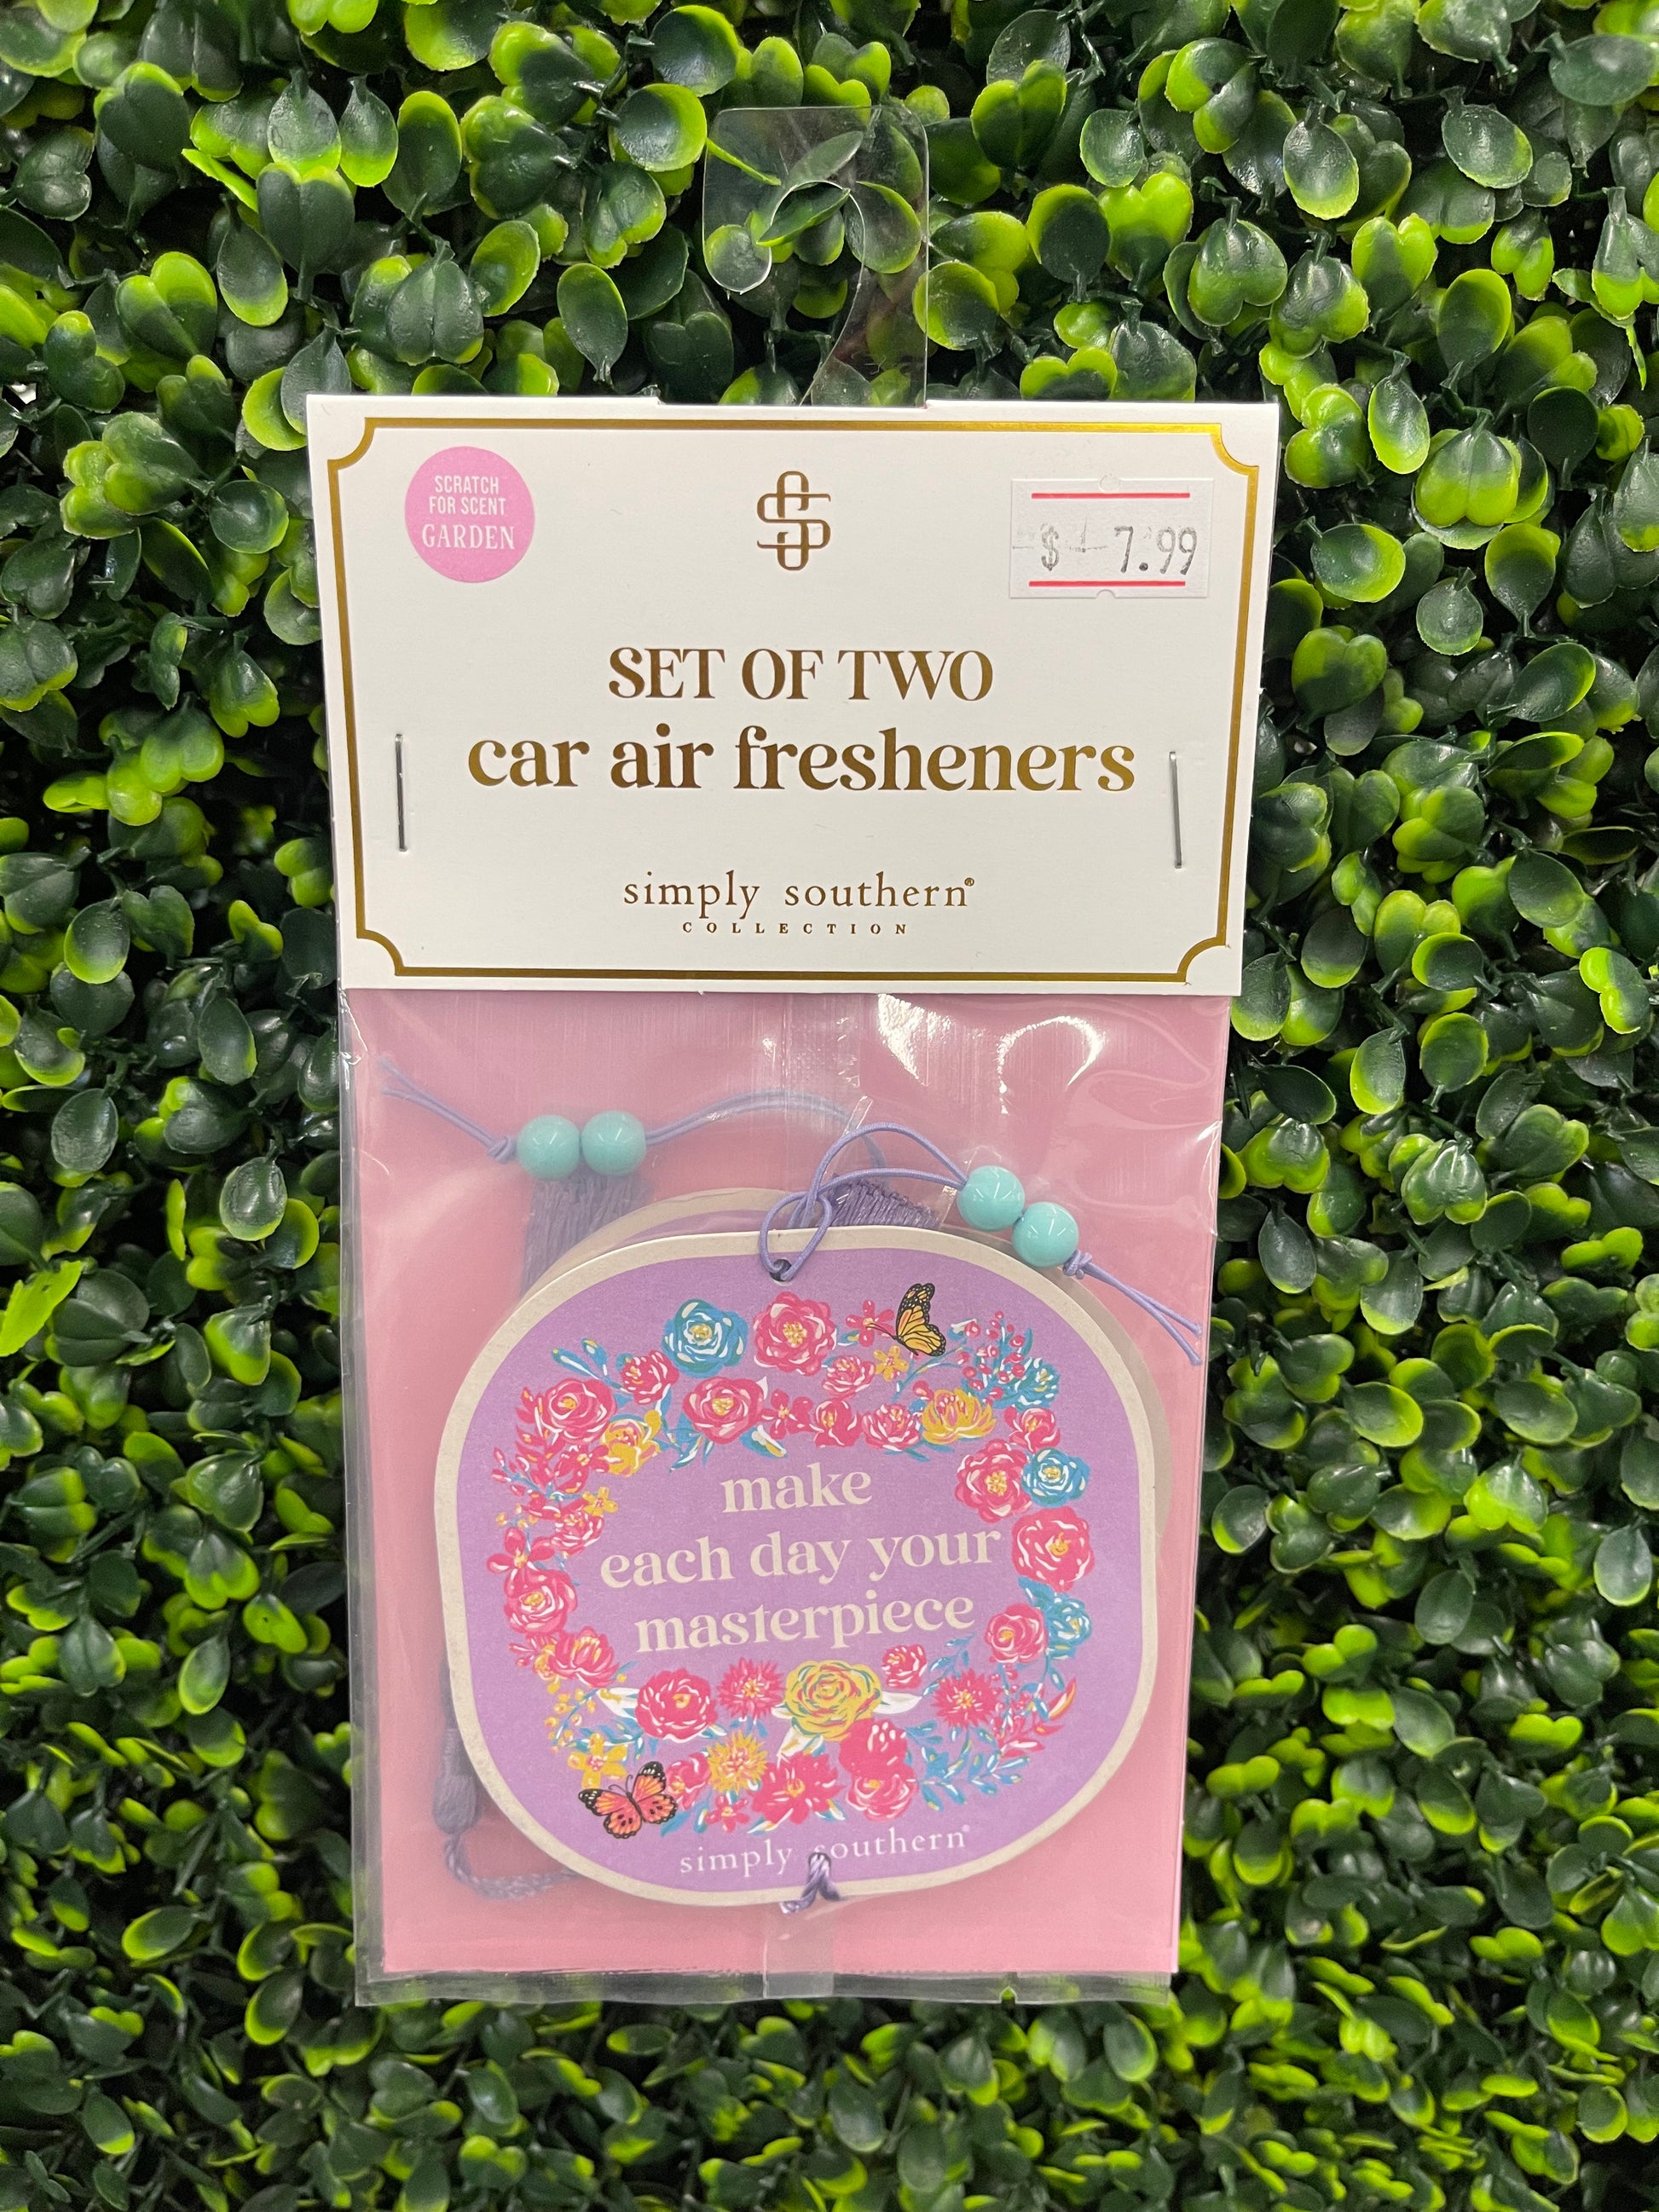 SCRATCH
FOR SCENT
GARDEN
$ 7.99
SET OF TWO
car air fresheners
simply southern®
COLLECTION
make
each day your
masterpiece
simply southern®